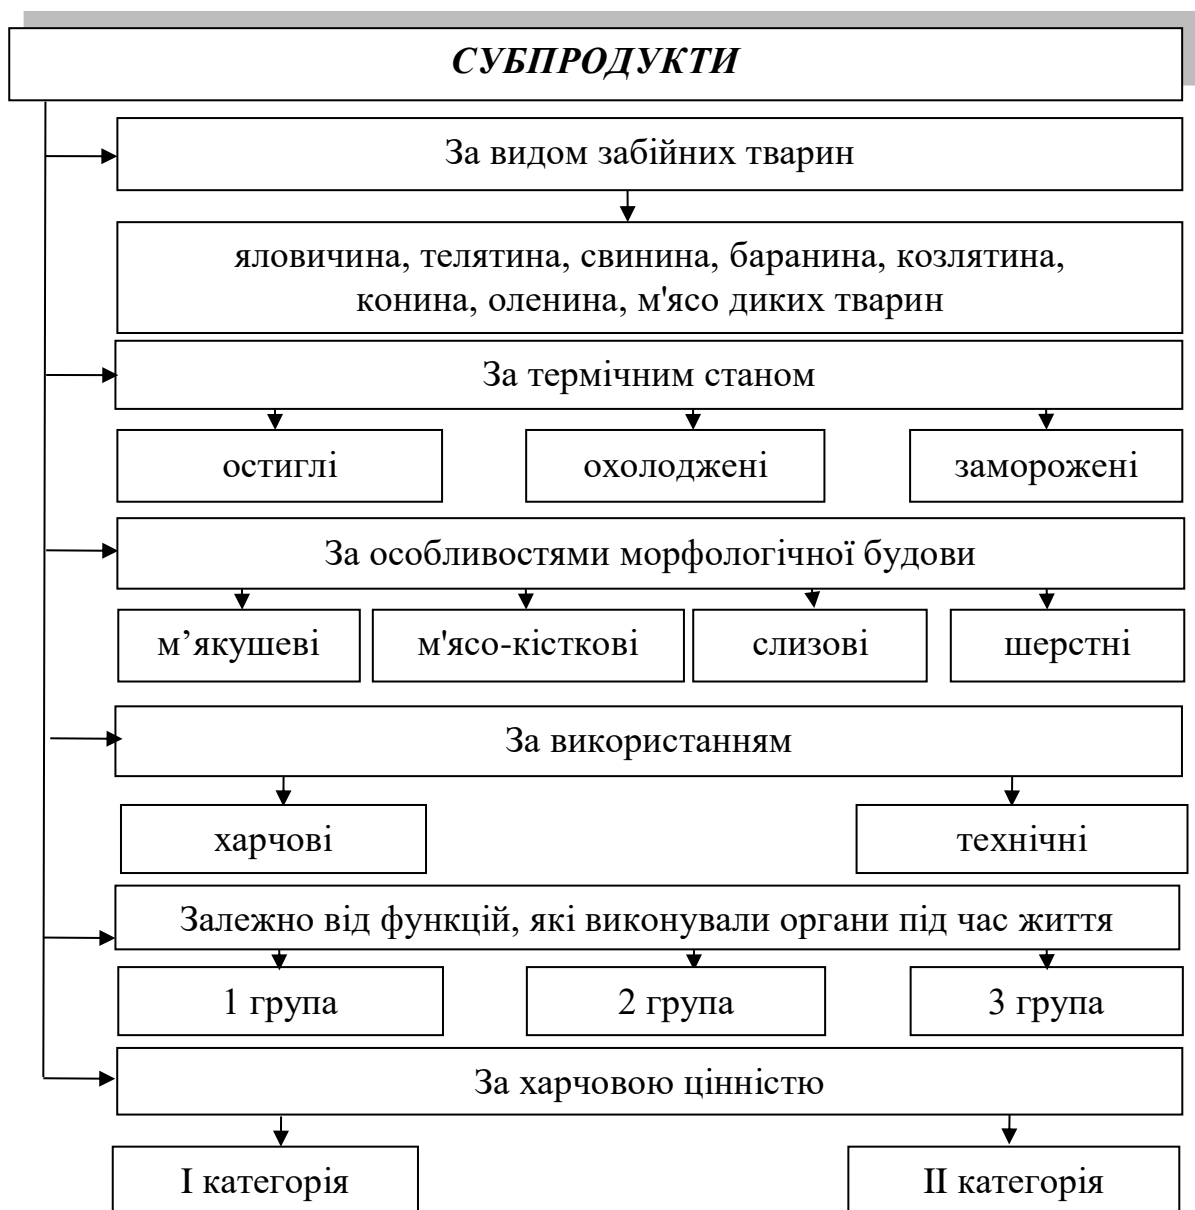 СУБПРОДУКТИ
За видом забійних тварин
яловичина, телятина, свинина, баранина, козлятина,
конина, оленина, м'ясо диких тварин
За термічним станом
остиглі
охолоджені
заморожені
За особливостями морфологічної будови
м’якушеві
м'ясо-кісткові
слизові
шерстні
За використанням
харчові
технічні
Залежно від функцій, які виконували органи під час життя
1 група
2 група
3 група
За харчовою цінністю
І категорія
ІІ категорія